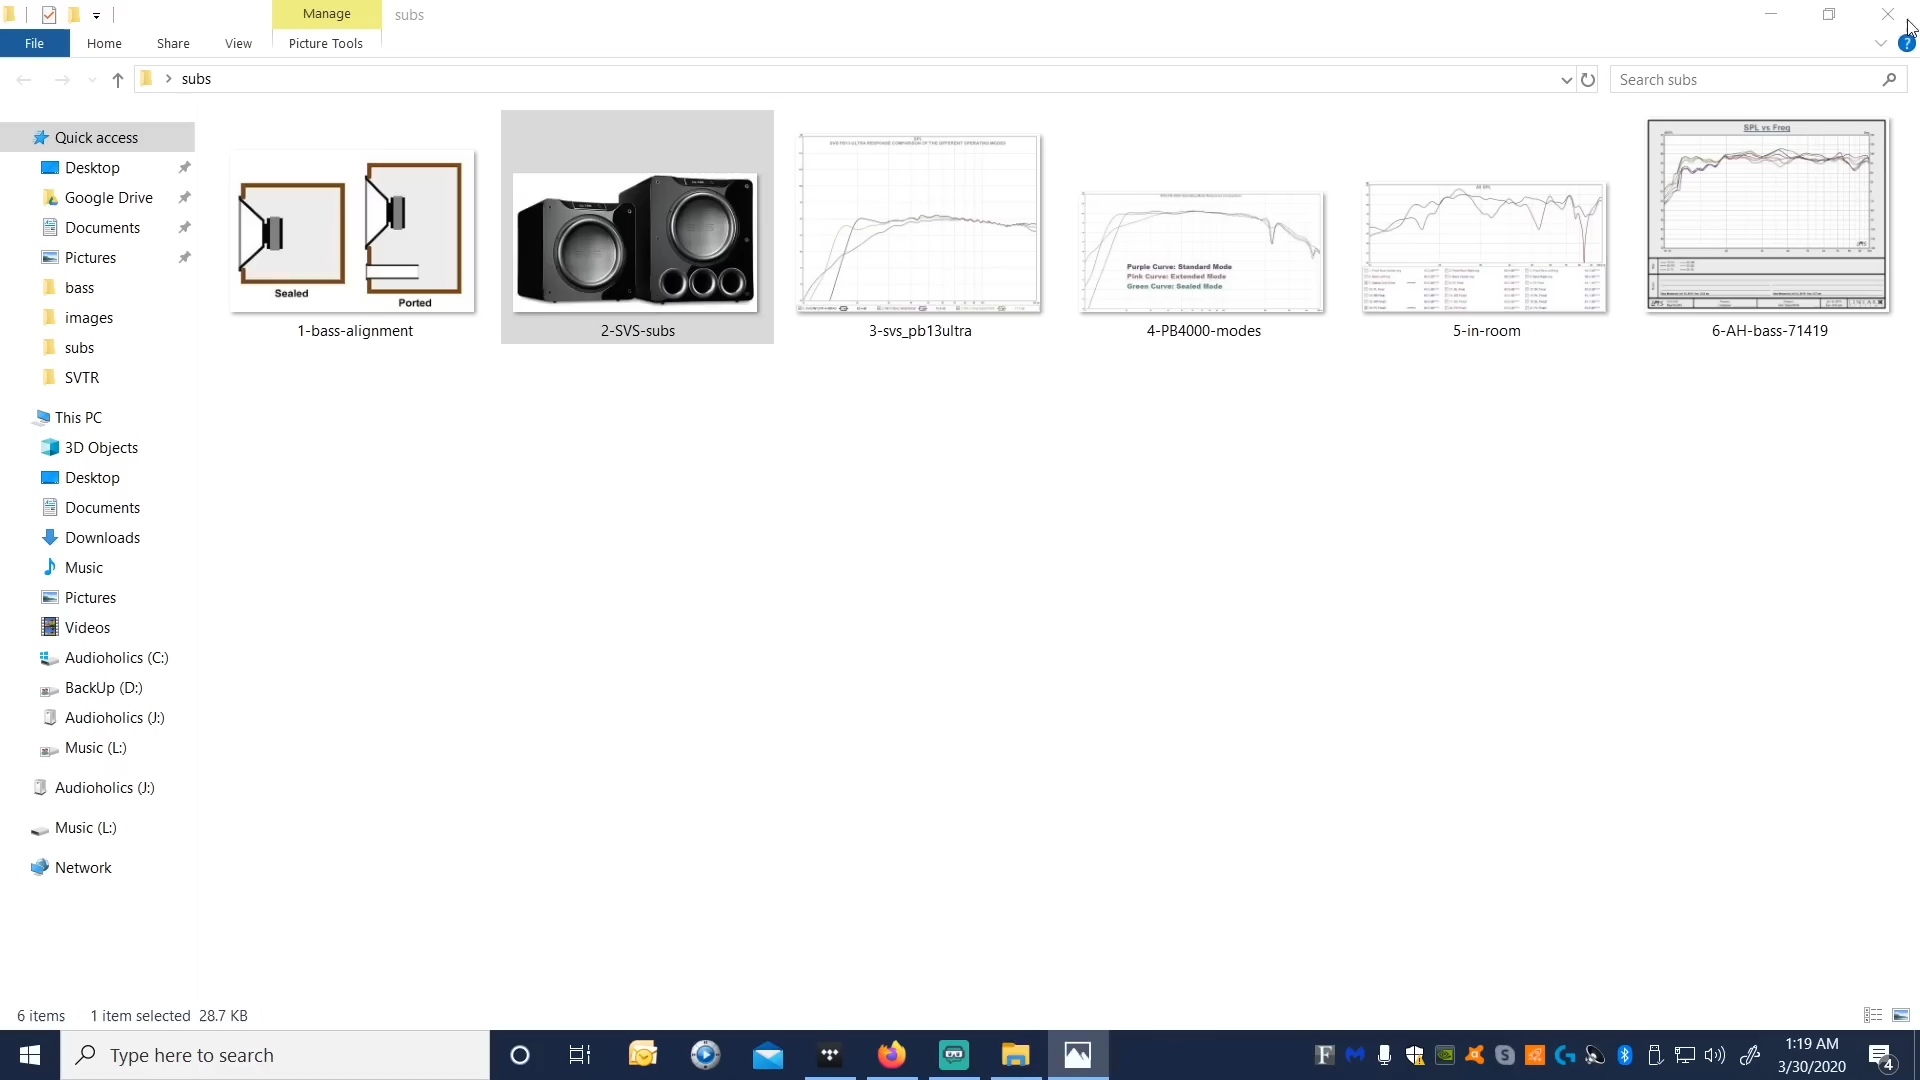 Manage
subs
File
Home
Share
View
Picture Tools
subs
Search subs
Quick access
Desktop
Google Drive
Documents
Pictures
bass
images
subs
SVTR
This PC
3D Objects
Desktop
Documents
Downloads
Music
Pictures
Videos
Audioholics (C:)
BackUp (D:)
Audioholics (J:)
Music (L:)
Audioholics (J:)
Music (L:)
Network
Sealed
Ported
1-bass-alignment
2-SVS-subs
3-svs_pb13ultra
Purple Curve: Standard Mode
Pink Curve: Extended Mode
Green Curve: Sealed Mode
4-PB4000-modes
5-in-room
SPL vs Freq
6-AH-bass-71419
6 items
1 item selected 28.7 KB
Type here to search
1:19 AM
3/30/2020
4